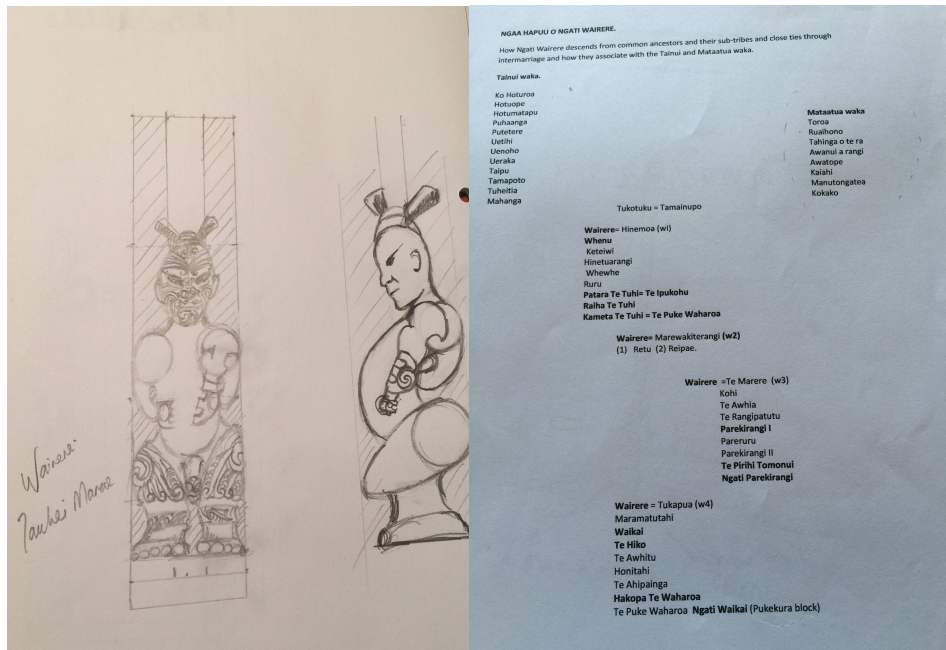 Wairere.
Tauhei Marae
NGAA HAPUU O NGATI WAIRERE.
How Ngati Wairere descends from common ancestors and their sub-tribes and close ties through
intermarriage and how they associate with the Tainui and Mataatua waka.
Tainui waka.
Ko Hoturoa
Hotuope
Hotumatapu
Puhaanga
Putetere
Uetihi
Uenoho
Ueraka
Taipu
Tamapoto
Tuheitia
Mahanga
Mataatua waka
Toroa
Ruaihono
Tahinga o te ra
Awanui a rangi
Awatope
Kaiahi
Manutongatea
Kokako
Tukotuku = Tamainupo
Wairere= Hinemoa (wi)
Whenu
Keteiwi
Hinetuarangi
Whewhe
Ruru
Patara Te Tuhi= Te Ipukohu
Raiha Te Tuhi
Kameta Te Tuhi = Te Puke Waharoa
Wairere= Marewakiterangi (w2)
(1) Retu (2) Reipae.
Wairere =Te Marere (w3)
Kohi
Te Awhia
Te Rangipatutu
Parekirangi I
Pareruru
Parekirangi II
Te Pirihi Tomonui
Ngati Parekirangi
Wairere = Tukapua (w4)
Maramatutahi
Waikai
Te Hiko
Te Awhitu
Honitahi
Te Ahipainga
Hakopa Te Waharoa
Te Puke Waharoa Ngati Waikai (Pukekura block)